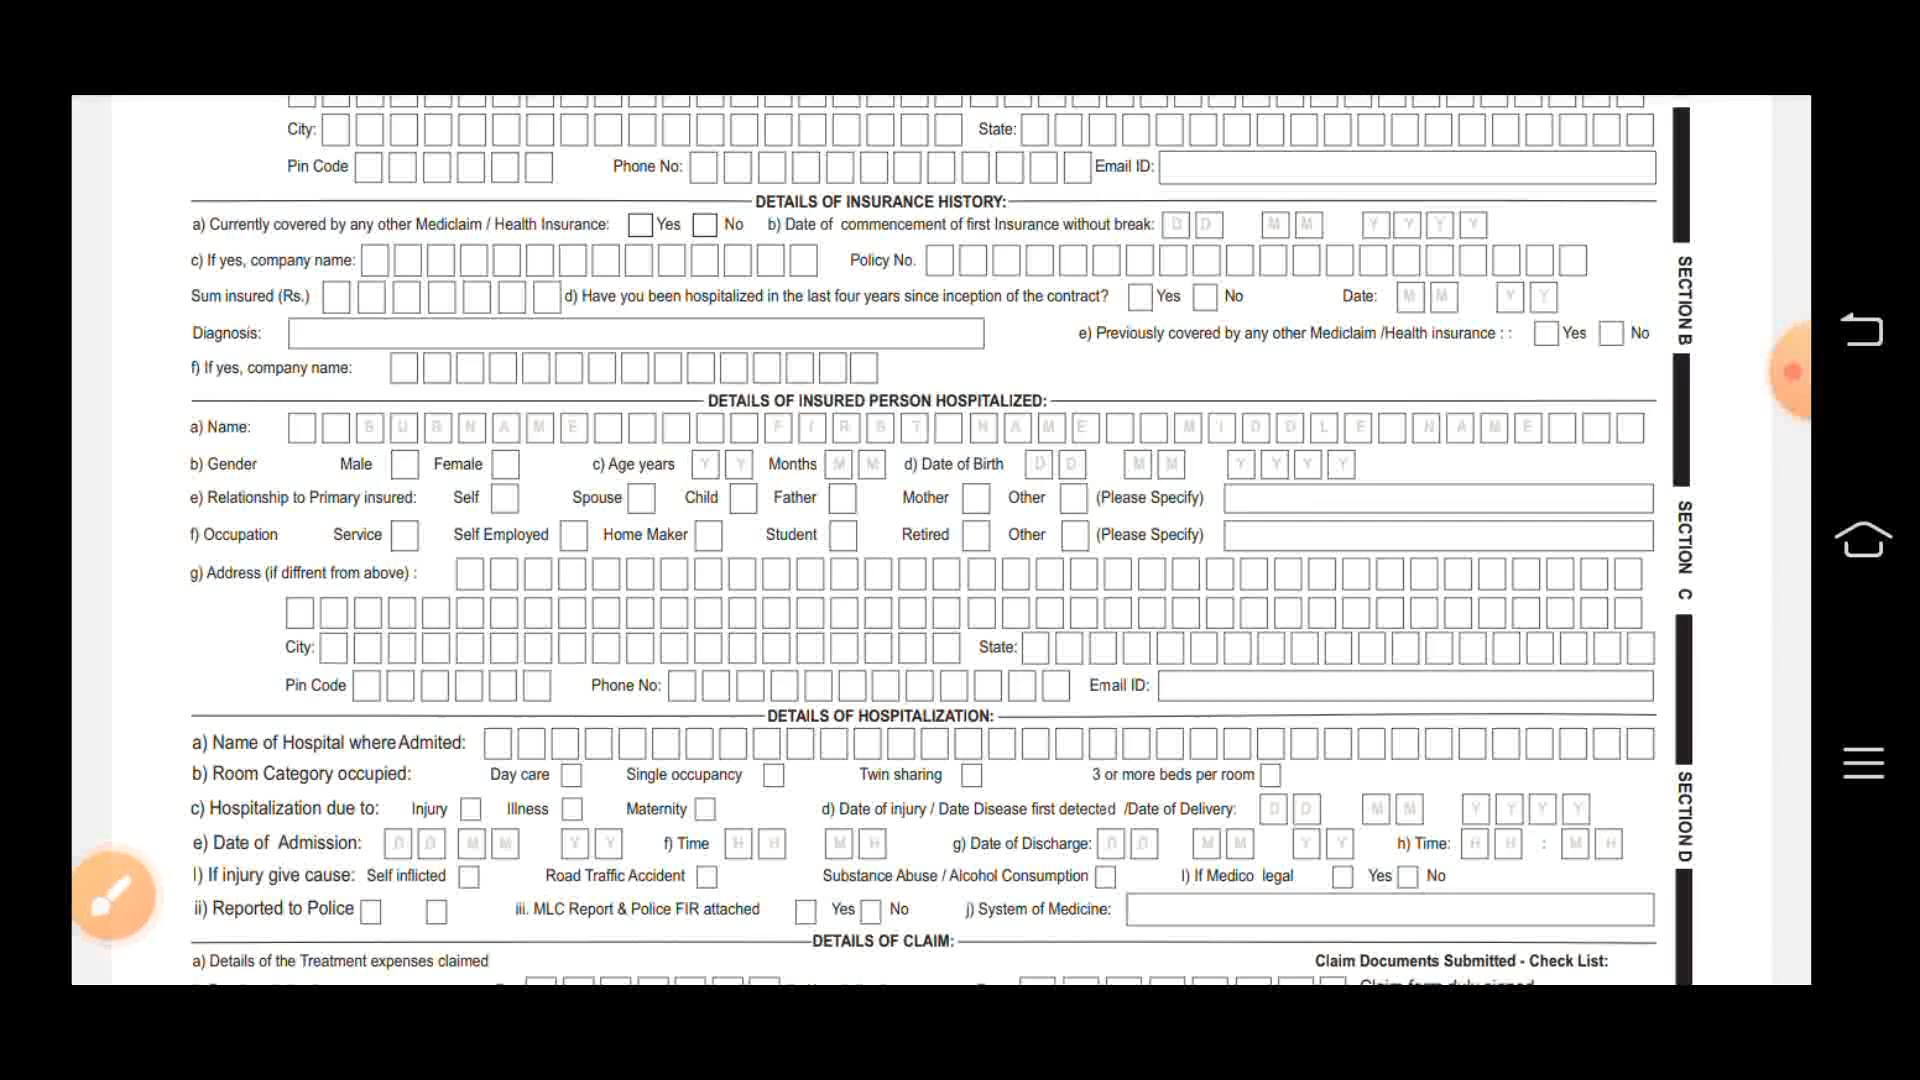 City: State:
Pin Code Phone No: Email ID:
DETAILS OF INSURANCE HISTORY:
a) Currently covered by any other Mediclaim / Health Insurance: Yes No b) Date of commencement of first Insurance without break: D D M M Y Y Y Y
c) If yes, company name: Policy No.
Sum insured (Rs.) d) Have you been hospitalized in the last four years since inception of the contract? Yes No Date: M M Y Y
Diagnosis: e) Previously covered by any other Mediclaim /Health insurance : : Yes No
f) If yes, company name:
SECTION B
DETAILS OF INSURED PERSON HOSPITALIZED:
a) Name: S U R N A M E F I R S T N A M E M I D D L E N A M E
b) Gender Male Female c) Age years Y Y Months M M d) Date of Birth D D M M Y Y Y Y
e) Relationship to Primary insured: Self Spouse Child Father Mother Other (Please Specify)
f) Occupation Service Self Employed Home Maker Student Retired Other (Please Specify)
g) Address (if diffrent from above) :
City: State:
Pin Code Phone No: Email ID:
SECTION C
DETAILS OF HOSPITALIZATION:
a) Name of Hospital where Admited:
b) Room Category occupied: Day care Single occupancy Twin sharing 3 or more beds per room
c) Hospitalization due to: Injury Illness Maternity d) Date of injury / Date Disease first detected /Date of Delivery: D D M M Y Y Y Y
e) Date of Admission: D D M M Y Y f) Time H H M H g) Date of Discharge: D D M M Y Y h) Time: H H : M H
I) If injury give cause: Self inflicted Road Traffic Accident Substance Abuse / Alcohol Consumption I) If Medico legal Yes No
ii) Reported to Police iii. MLC Report & Police FIR attached Yes No j) System of Medicine:
SECTION D
DETAILS OF CLAIM:
a) Details of the Treatment expenses claimed Claim Documents Submitted - Check List:
Claim form duly signed